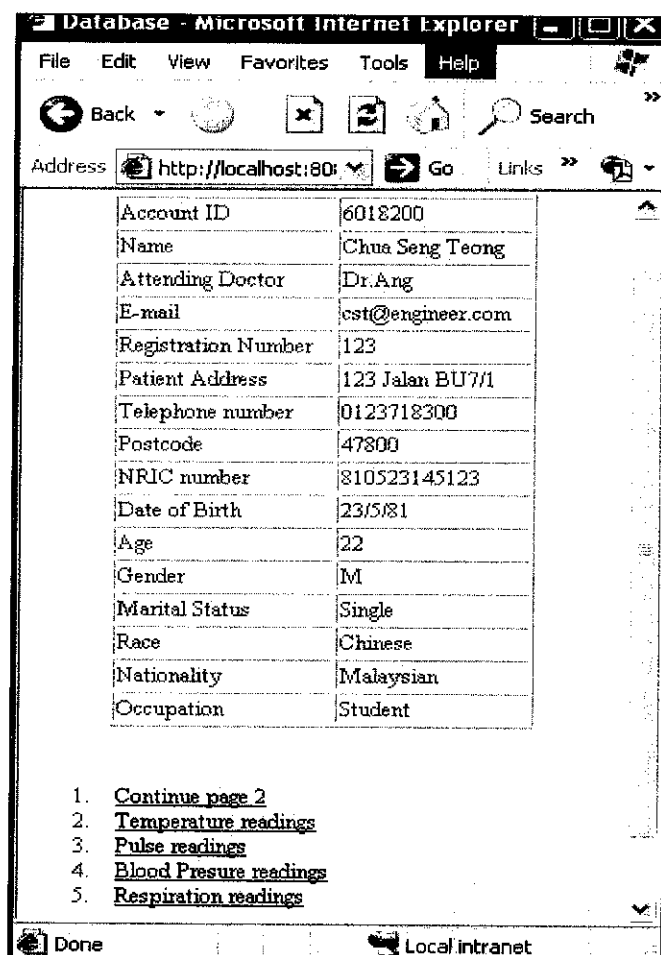 Database - Microsoft Internet Explorer
File Edit View Favorites Tools Help
Back Search »
Address http://localhost:80 Go Links »
Account ID 6018200
Name Chua Seng Teong
Attending Doctor Dr.Ang
E-mail cst@engineer.com
Registration Number 123
Patient Address 123 Jalan BU7/1
Telephone number 0123718300
Postcode 47800
NRIC number 810523145123
Date of Birth 23/5/81
Age 22
Gender M
Marital Status Single
Race Chinese
Nationality Malaysian
Occupation Student
1. Continue page 2
2. Temperature readings
3. Pulse readings
4. Blood Presure readings
5. Respiration readings
Done Local intranet